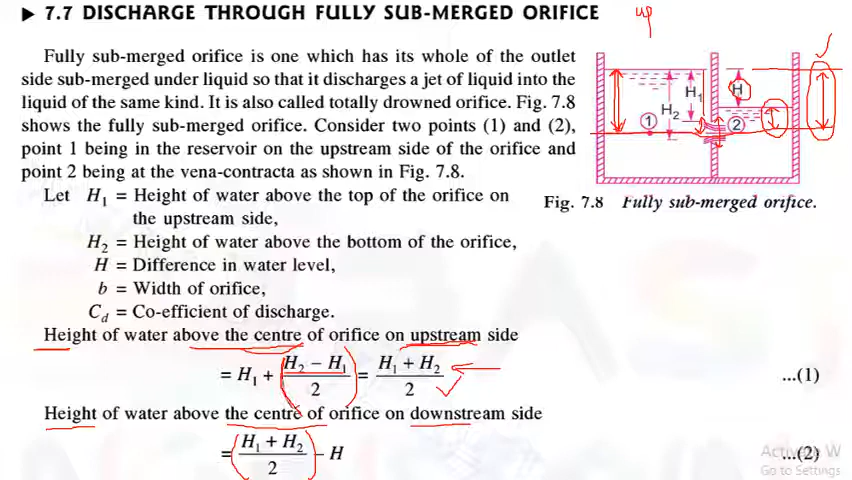 ▶ 7.7 DISCHARGE THROUGH FULLY SUB-MERGED ORIFICE
up
Fully sub-merged orifice is one which has its whole of the outlet
side sub-merged under liquid so that it discharges a jet of liquid into the
liquid of the same kind. It is also called totally drowned orifice. Fig. 7.8
shows the fully sub-merged orifice. Consider two points (1) and (2),
point 1 being in the reservoir on the upstream side of the orifice and
point 2 being at the vena-contracta as shown in Fig. 7.8.
H₁
H
H₂
①
②
Fig. 7.8 Fully sub-merged orifice.
Let H₁ = Height of water above the top of the orifice on
the upstream side,
H₂ = Height of water above the bottom of the orifice,
H = Difference in water level,
b = Width of orifice,
C_d = Co-efficient of discharge.
Height of water above the centre of orifice on upstream side
= H₁ + (H₂ – H₁)/2 = (H₁ + H₂)/2 ...(1)
Height of water above the centre of orifice on downstream side
= (H₁ + H₂)/2 – H ...(2)
Activate W
Go to Settings